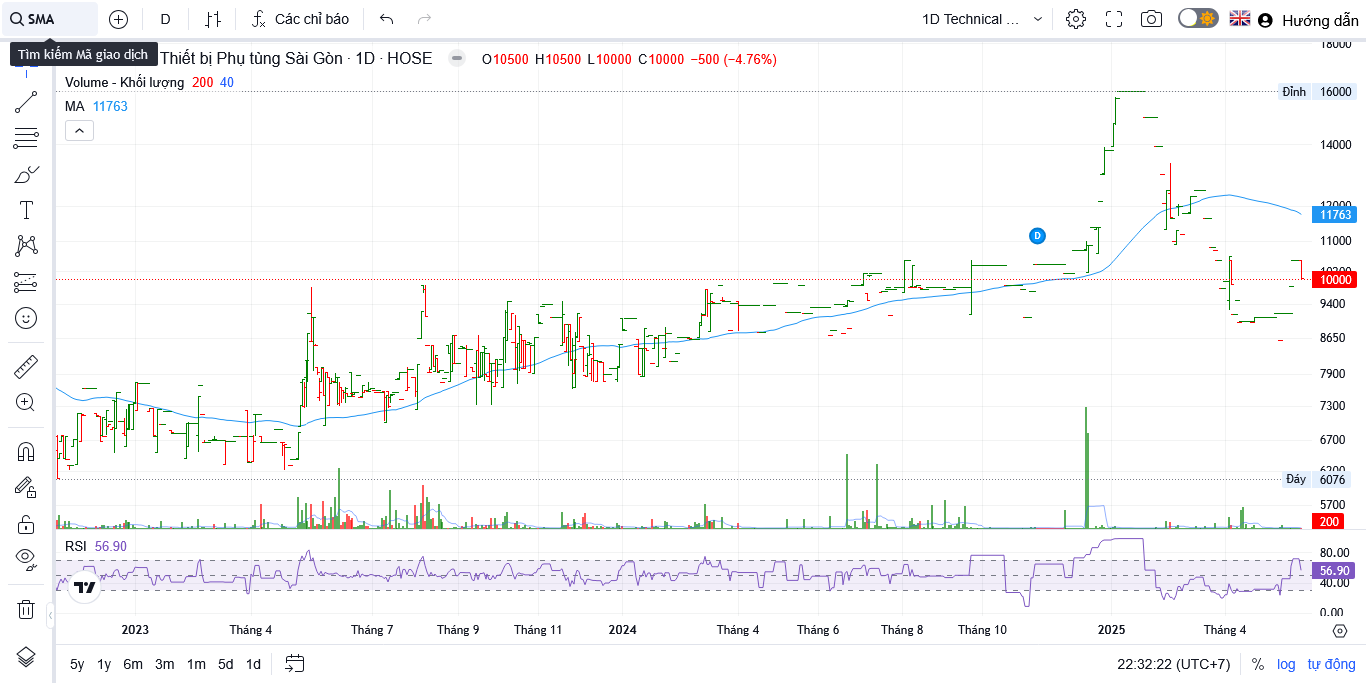 SMA D Các chỉ báo 1D Technical ... Hướng dẫn
Tìm kiếm Mã giao dịch
Thiết bị Phụ tùng Sài Gòn · 1D · HOSE O10500 H10500 L10000 C10000 −500 (−4.76%)
18000
Volume - Khối lượng 200 40
Đỉnh 16000
MA 11763
14000
12000
11763
D
11000
10000
9400
8650
7900
7300
6700
6200
Đáy 6076
5700
200
RSI 56.90
80.00
56.90
40.00
0.00
2023 Tháng 4 Tháng 7 Tháng 9 Tháng 11 2024 Tháng 4 Tháng 6 Tháng 8 Tháng 10 2025 Tháng 4
5y 1y 6m 3m 1m 5d 1d 22:32:22 (UTC+7) % log tự động